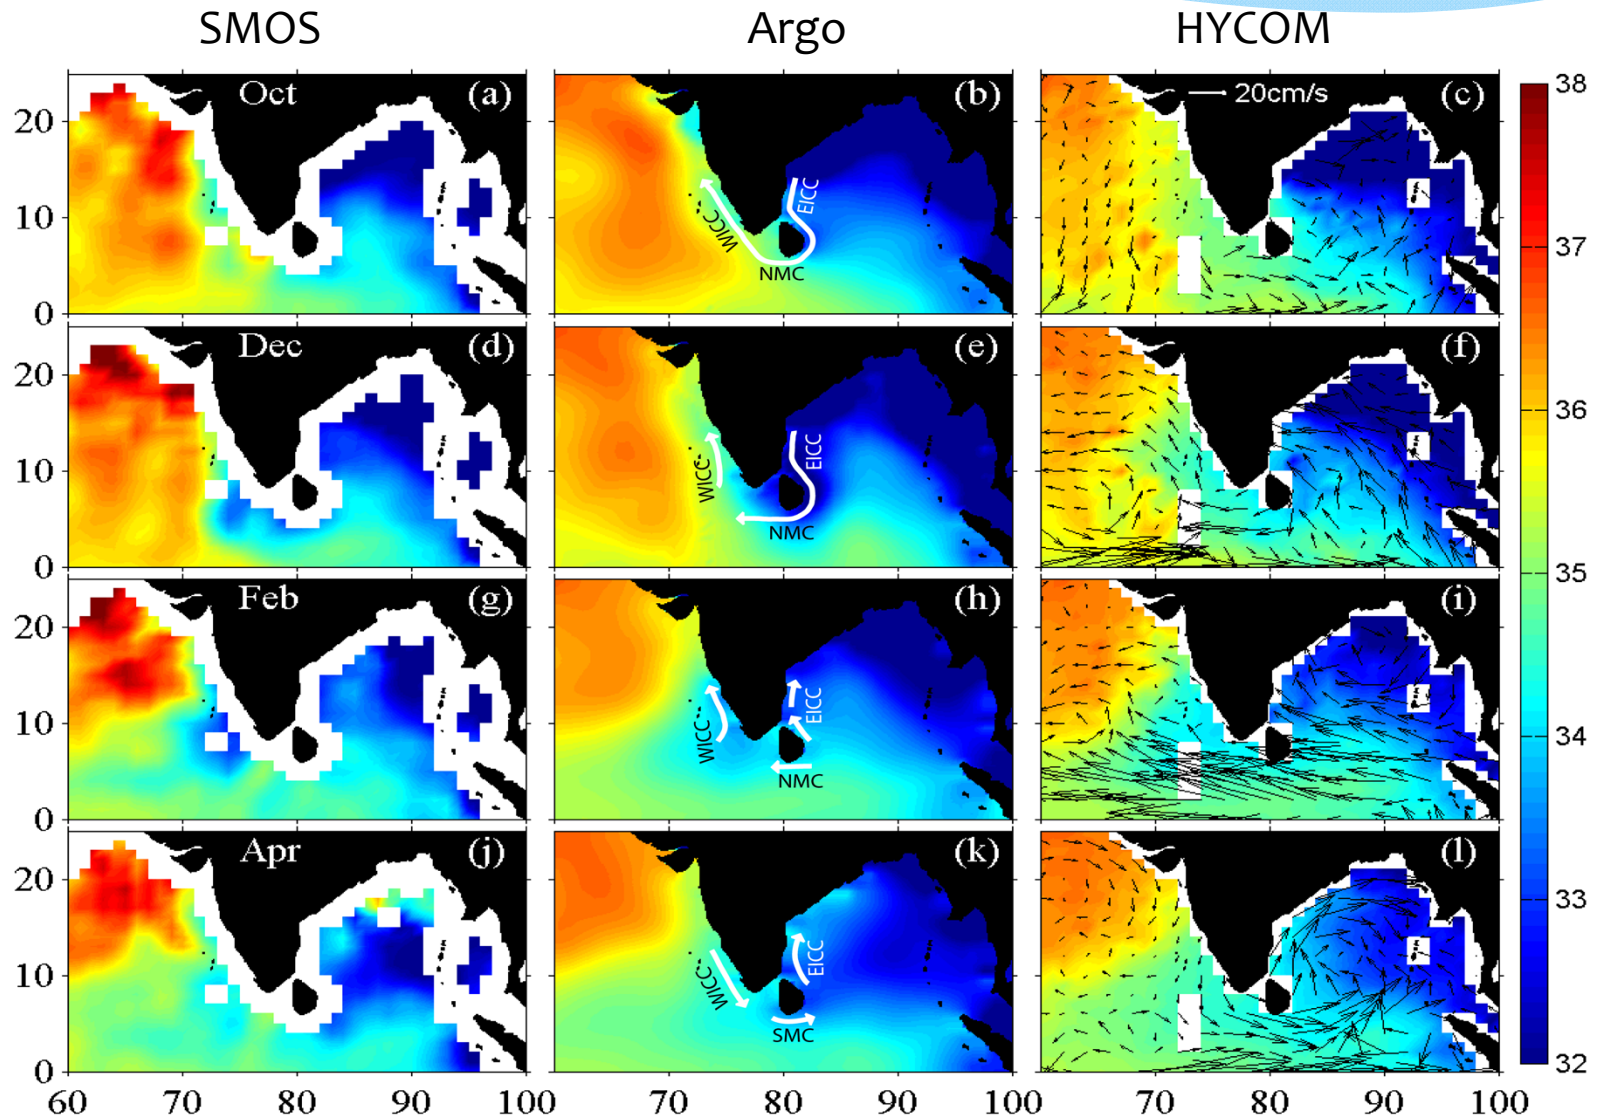 SMOS Argo HYCOM
Oct (a) (b) 20cm/s (c)
EICC
WICC
NMC
20
10
0
Dec (d) (e) (f)
EICC
WICC
NMC
20
10
0
Feb (g) (h) (i)
EICC
WICC
NMC
20
10
0
Apr (j) (k) (l)
EICC
WICC
SMC
20
10
0
60 70 80 90 100 70 80 90 100 70 80 90 100
38
37
36
35
34
33
32